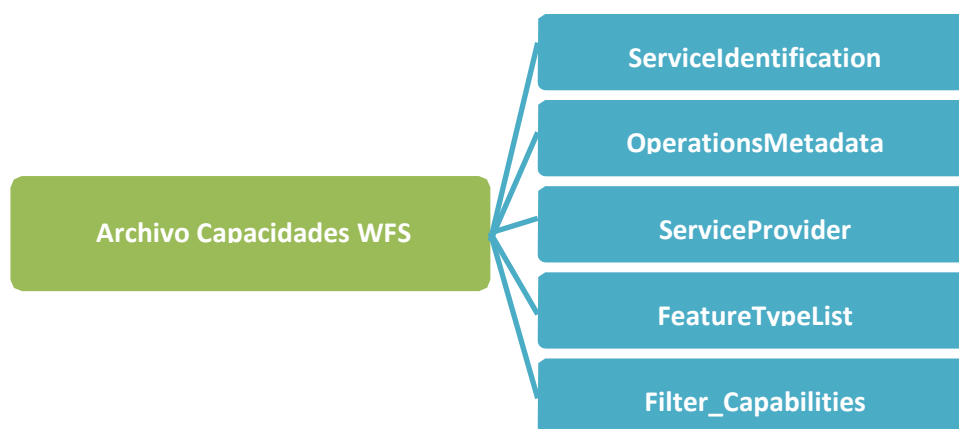 ServiceIdentification
OperationsMetadata
Archivo Capacidades WFS
ServiceProvider
FeatureTypeList
Filter_Capabilities